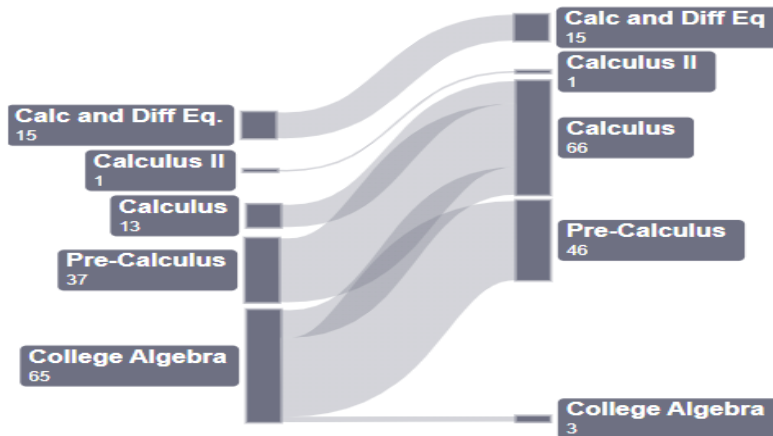 Calc and Diff Eq.
15
Calculus II
1
Calculus
13
Pre-Calculus
37
College Algebra
65
Calc and Diff Eq
15
Calculus II
1
Calculus
66
Pre-Calculus
46
College Algebra
3